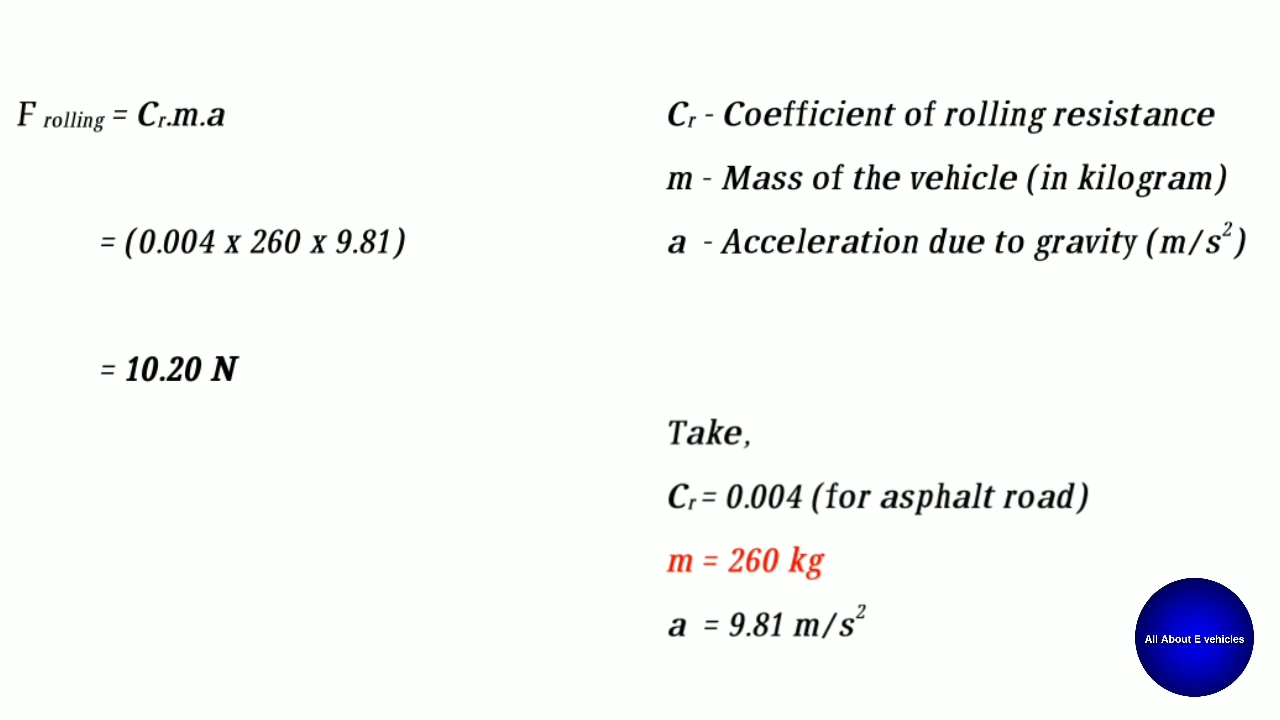 F rolling = Cr.m.a
= (0.004 x 260 x 9.81)
= 10.20 N
Cr - Coefficient of rolling resistance
m - Mass of the vehicle (in kilogram)
a - Acceleration due to gravity (m/s²)
Take,
Cr = 0.004 (for asphalt road)
m = 260 kg
a = 9.81 m/s²
All About E vehicles